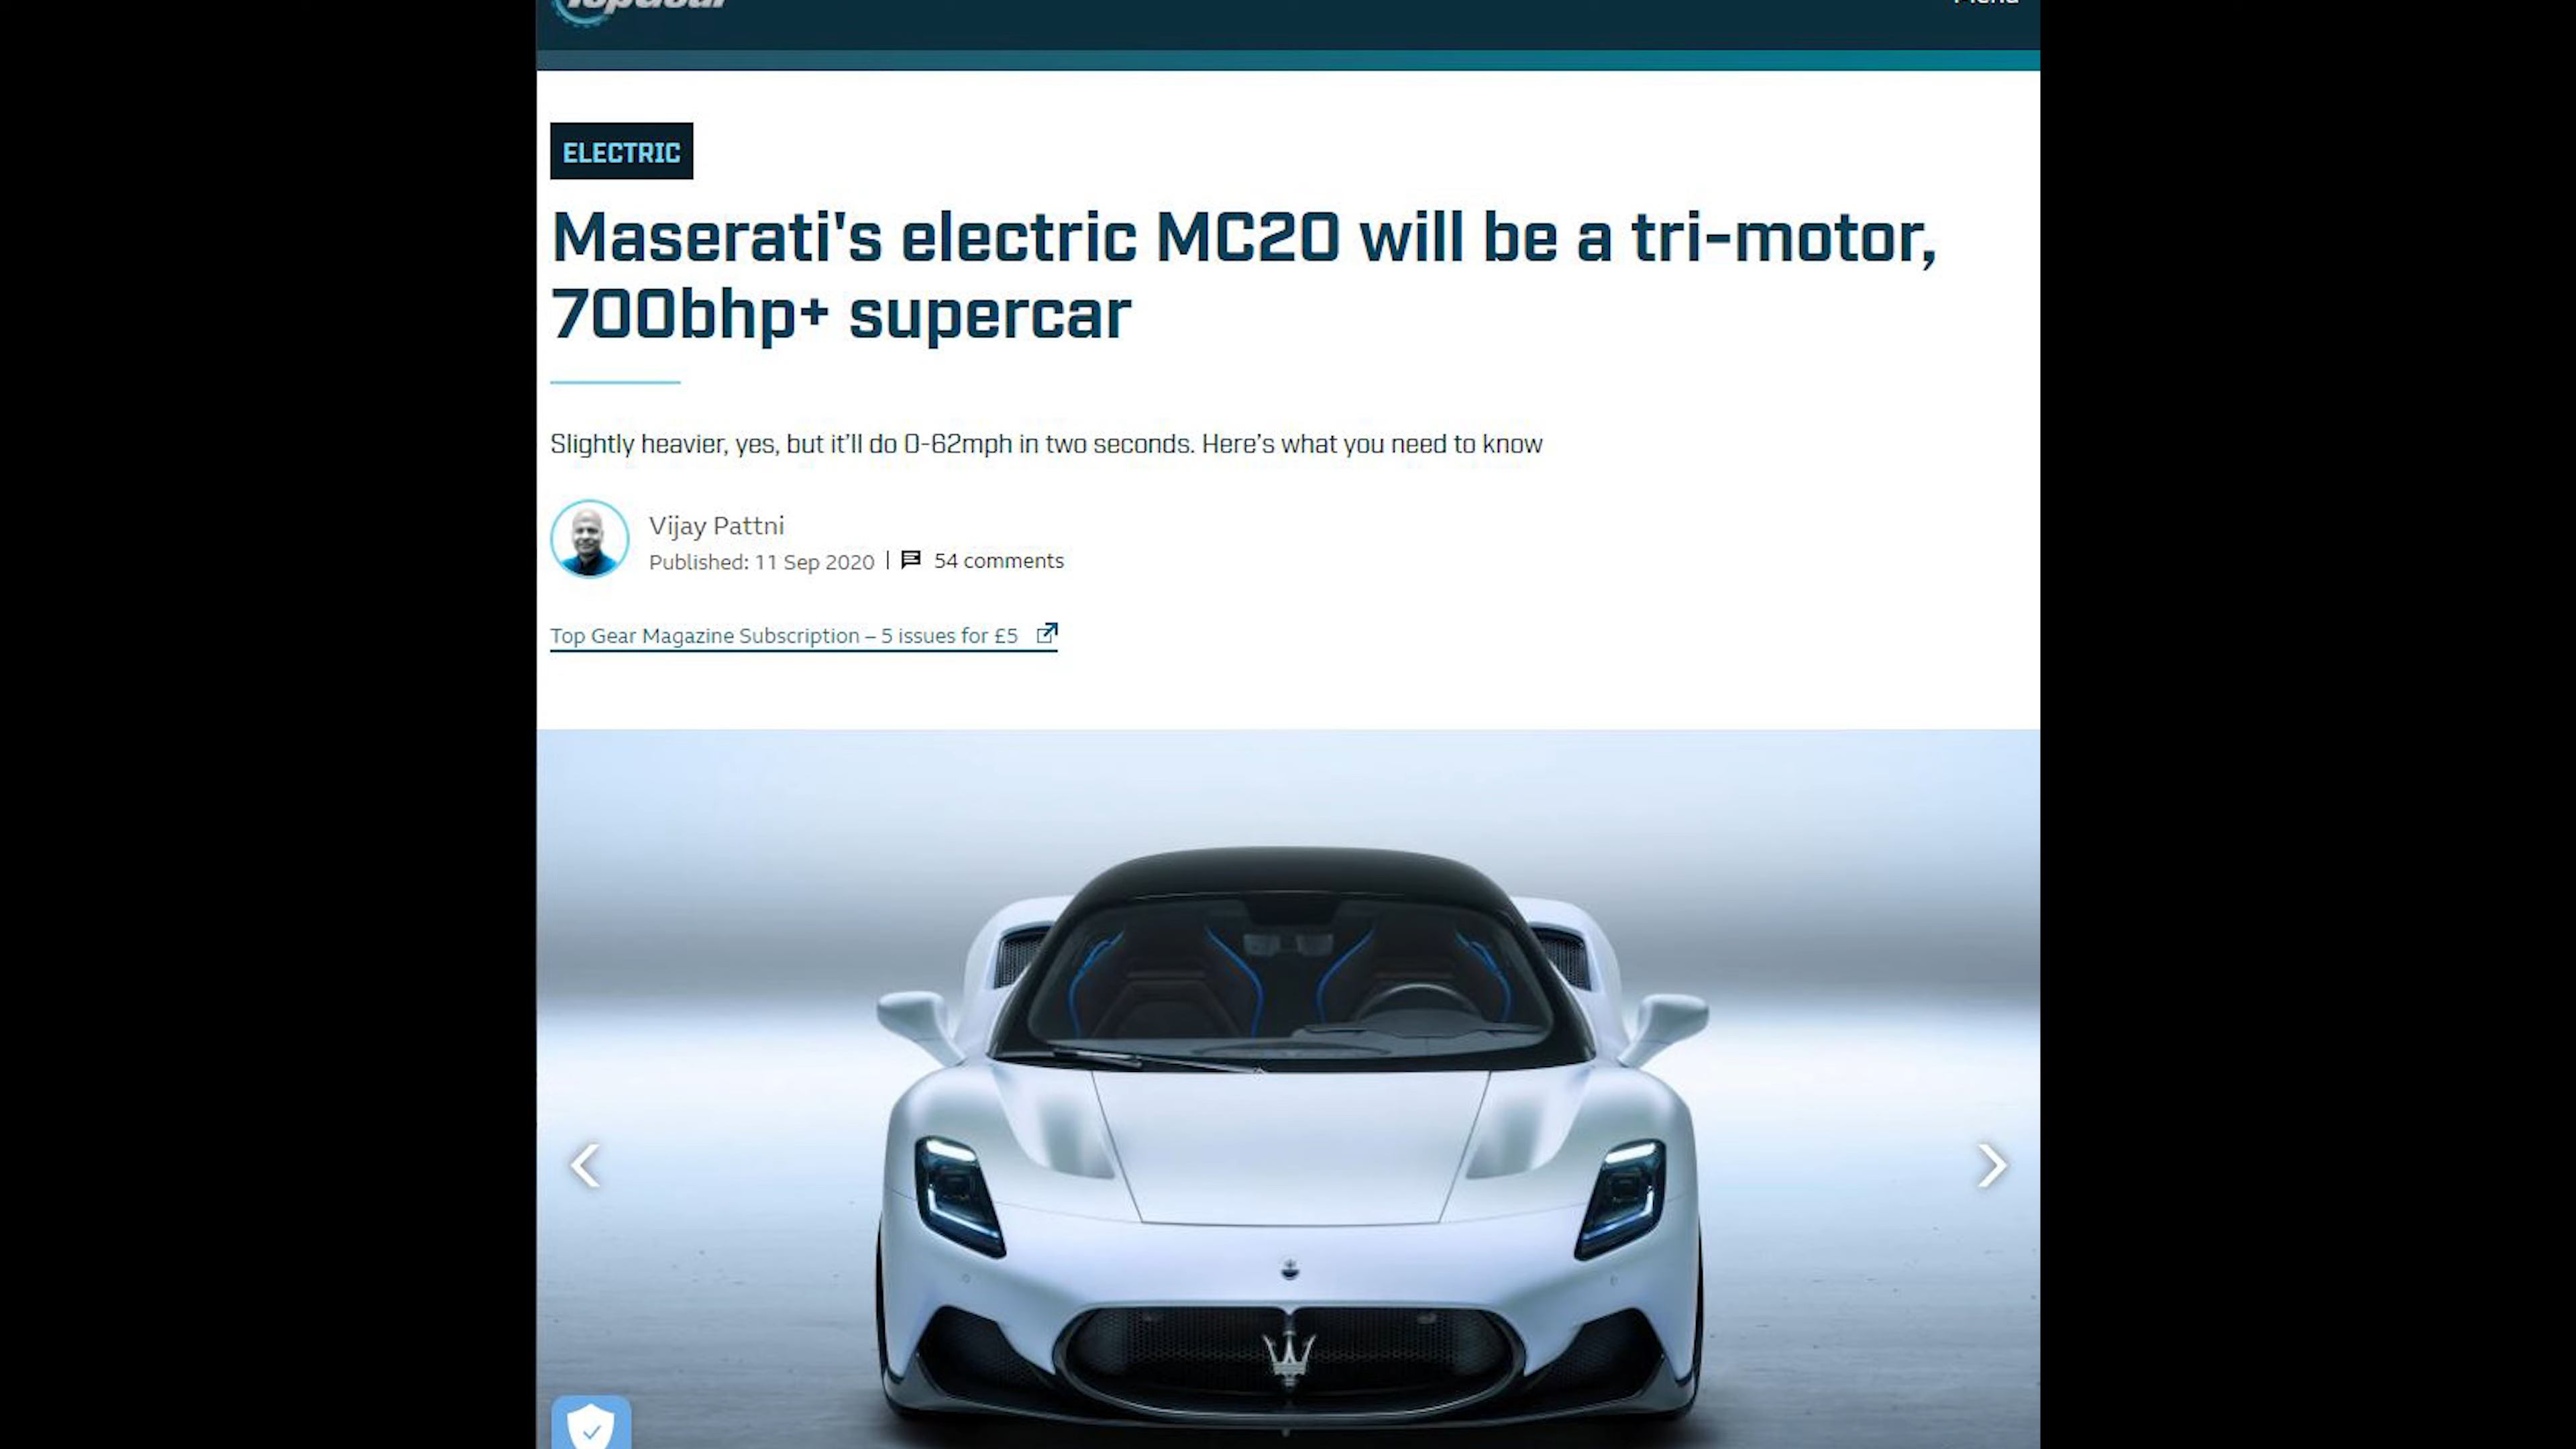 ELECTRIC
Maserati's electric MC20 will be a tri-motor,
700bhp+ supercar
Slightly heavier, yes, but it'll do 0-62mph in two seconds. Here's what you need to know
Vijay Pattni
Published: 11 Sep 2020 | 54 comments
Top Gear Magazine Subscription – 5 issues for £5